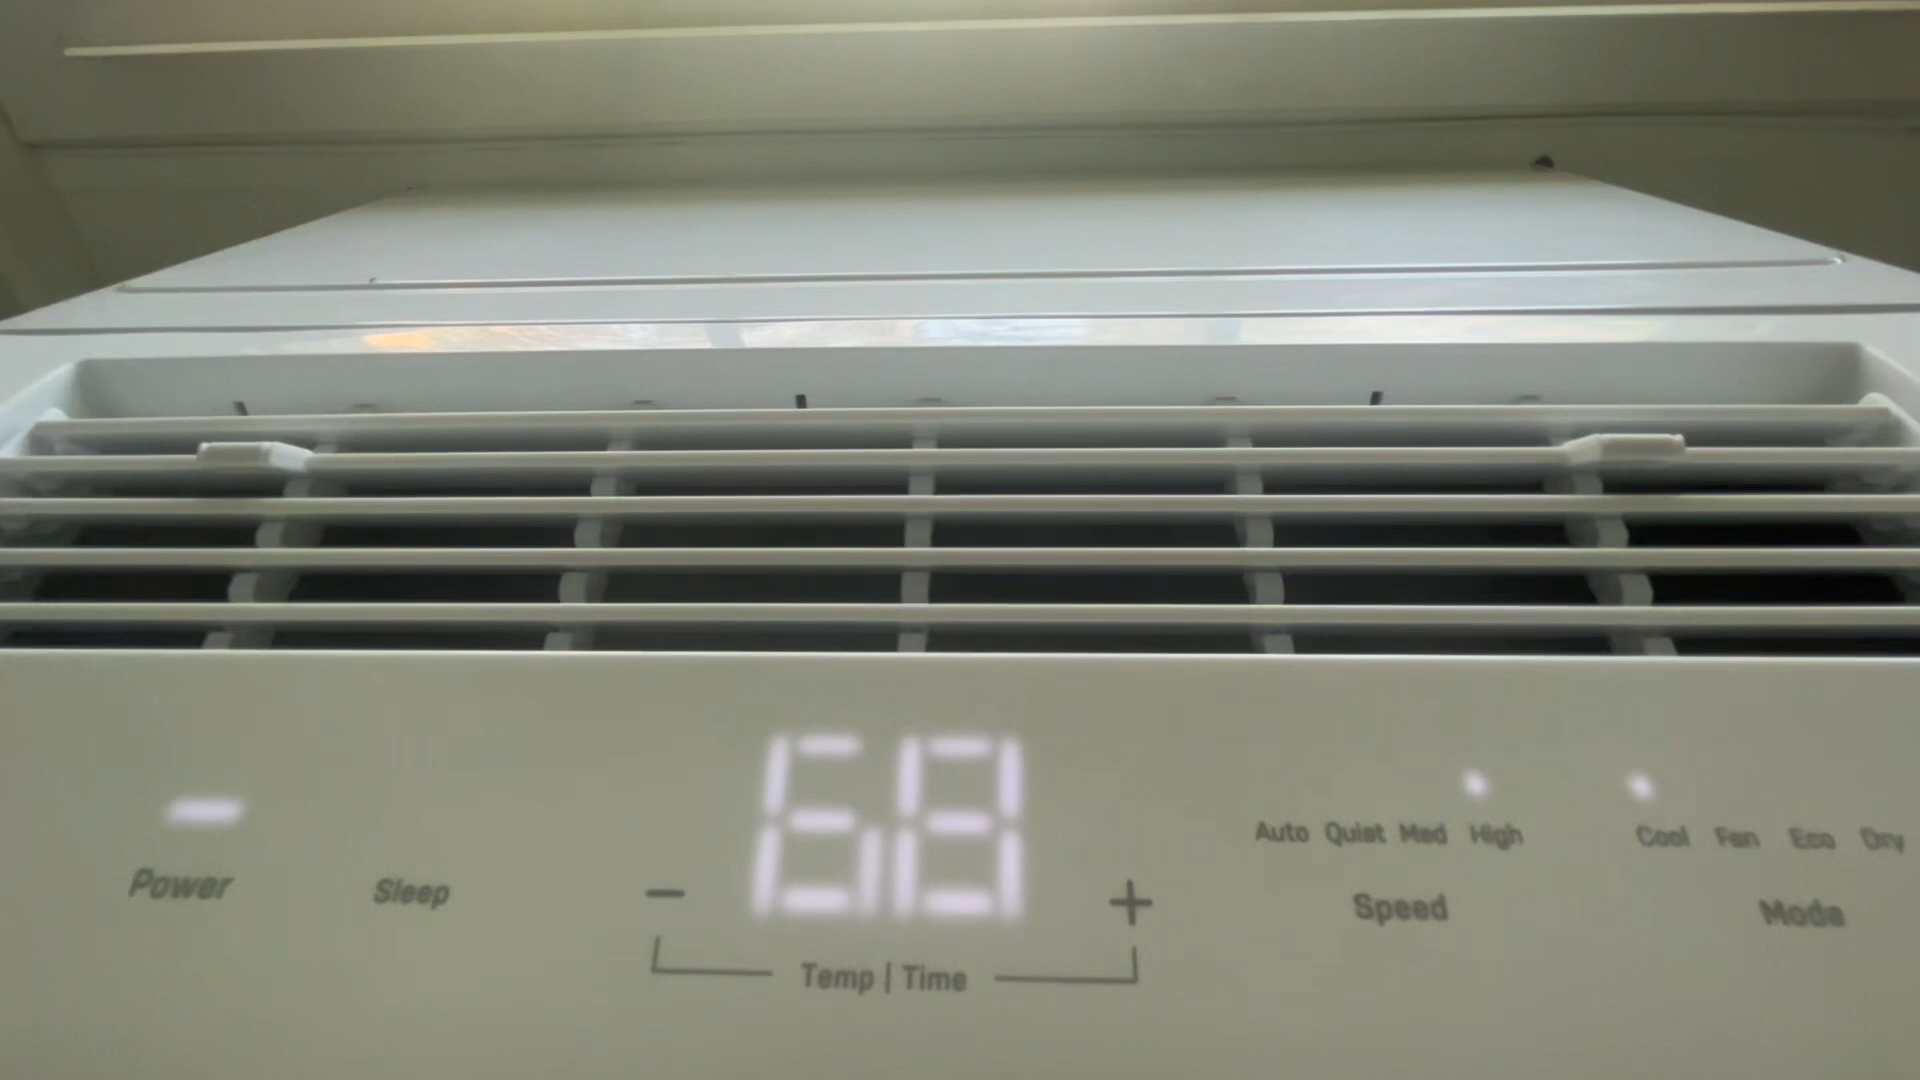 68
Auto Quiet Med High
Cool Fan Eco Dry
Power
Sleep
−
+
Speed
Mode
Temp | Time